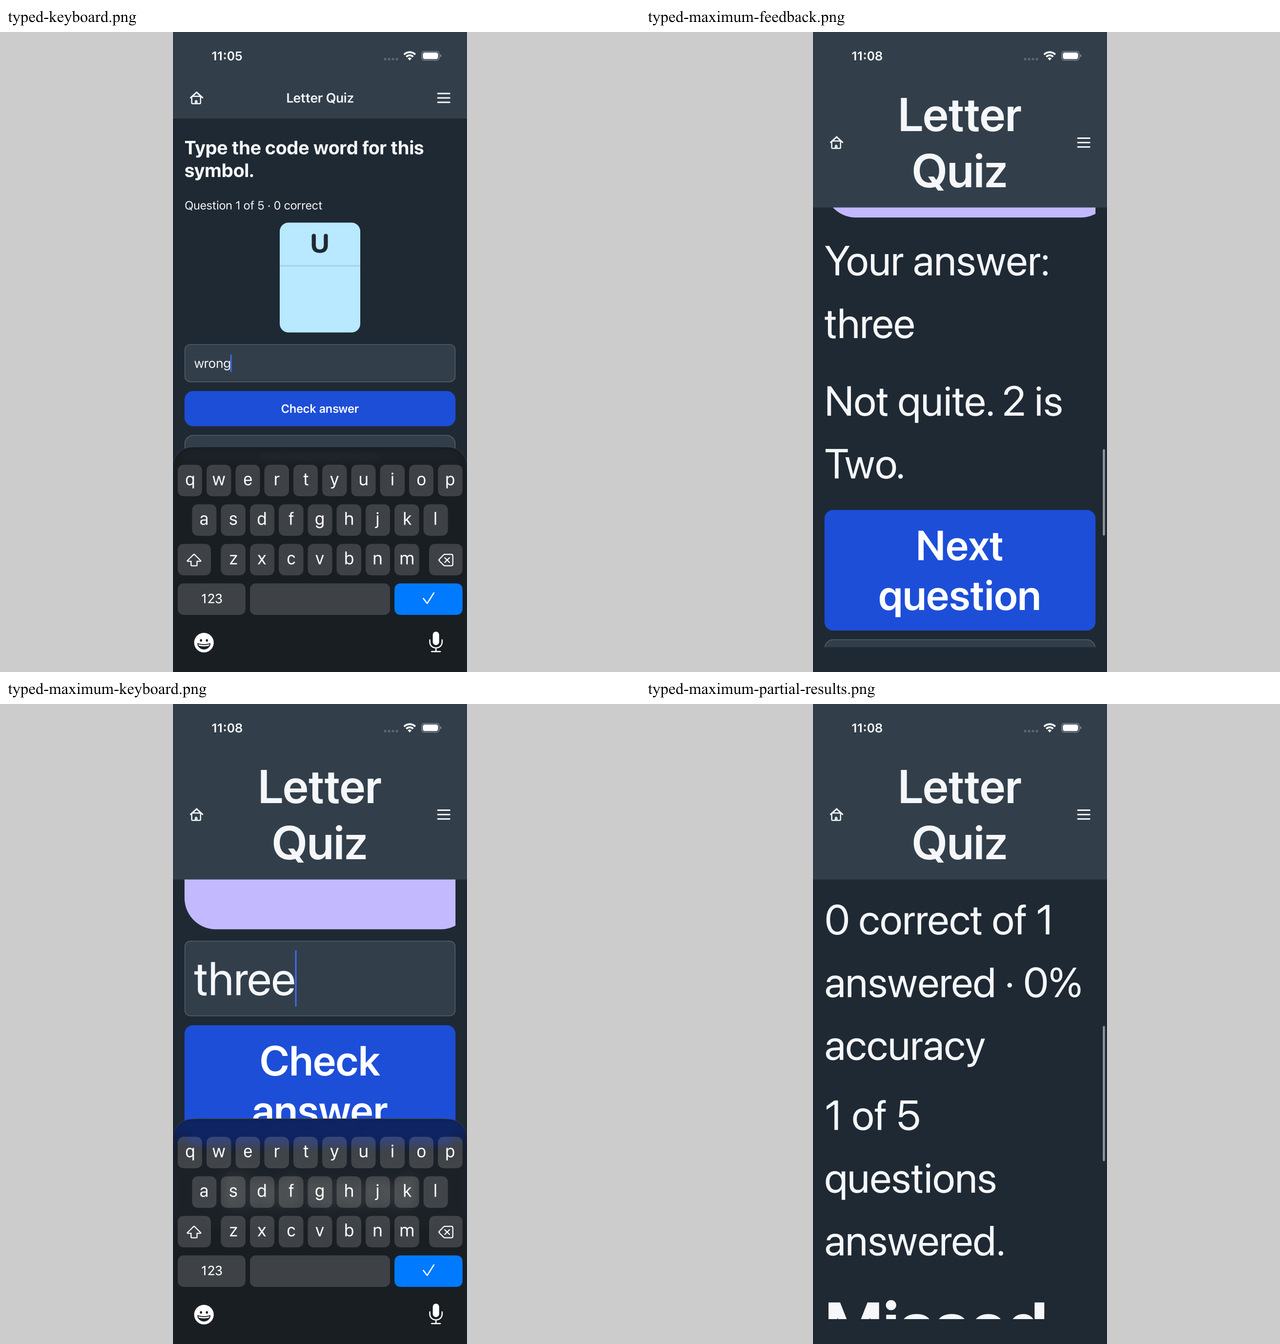 typed-keyboard.png
11:05
Letter Quiz
Type the code word for this
symbol.
Question 1 of 5 · 0 correct
U
wrong
Check answer
q w e r t y u i o p
a s d f g h j k l
z x c v b n m
123
typed-maximum-feedback.png
11:08
Letter
Quiz
Your answer:
three
Not quite. 2 is
Two.
Next
question
typed-maximum-keyboard.png
11:08
Letter
Quiz
three
Check
answer
q w e r t y u i o p
a s d f g h j k l
z x c v b n m
123
typed-maximum-partial-results.png
11:08
Letter
Quiz
0 correct of 1
answered · 0%
accuracy
1 of 5
questions
answered.
Missed